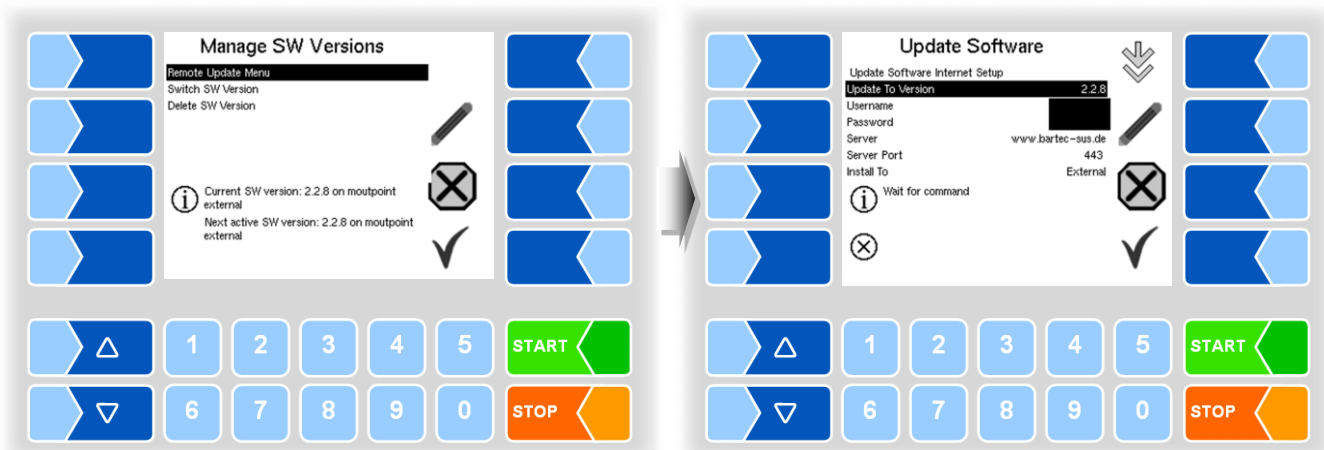 Manage SW Versions
Remote Update Menu
Switch SW Version
Delete SW Version
Current SW version: 2.2.8 on moutpoint
external
Next active SW version: 2.2.8 on moutpoint
external
1 2 3 4 5 START
6 7 8 9 0 STOP
Update Software
Update Software Internet Setup
Update To Version 2.2.8
Username
Password
Server www.bartec-sus.de
Server Port 443
Install To External
Wait for command
1 2 3 4 5 START
6 7 8 9 0 STOP